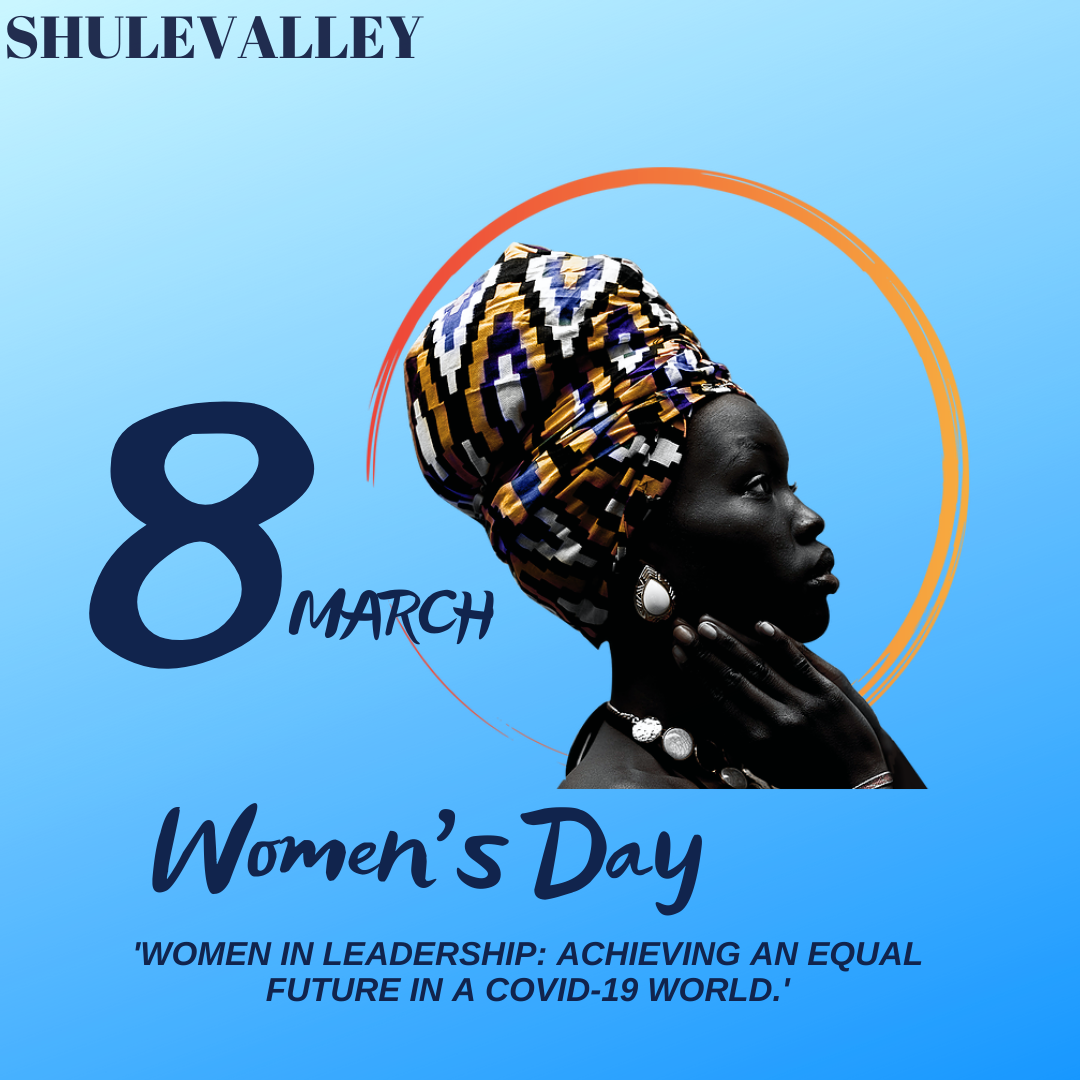 SHULEVALLEY
8
MARCH
Women's Day
'WOMEN IN LEADERSHIP: ACHIEVING AN EQUAL
FUTURE IN A COVID-19 WORLD.'